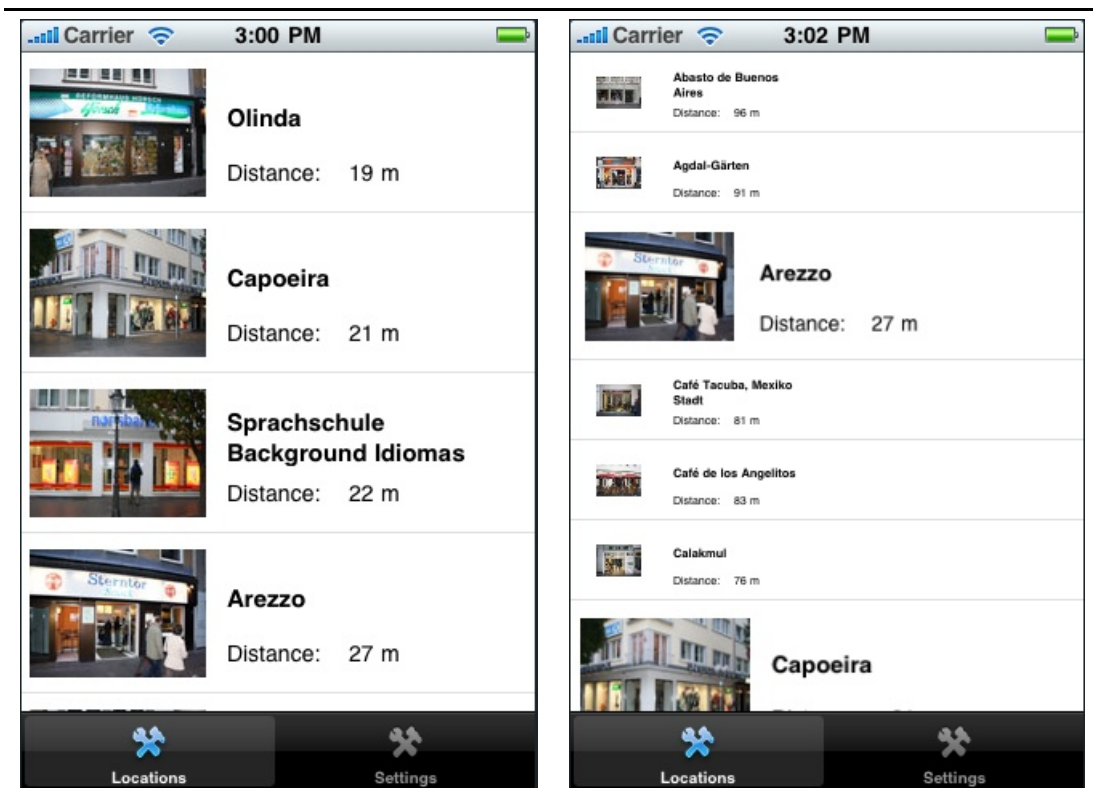 Carrier 3:00 PM
Olinda
Distance: 19 m
Capoeira
Distance: 21 m
Sprachschule
Background Idiomas
Distance: 22 m
Sterntor
Arezzo
Distance: 27 m
Locations Settings
Carrier 3:02 PM
Abasto de Buenos
Aires
Distance: 96 m
Agdal-Gärten
Distance: 91 m
Sterntor
Arezzo
Distance: 27 m
Café Tacuba, Mexiko
Stadt
Distance: 81 m
Café de los Angelitos
Distance: 83 m
Calakmul
Distance: 76 m
Capoeira
Locations Settings